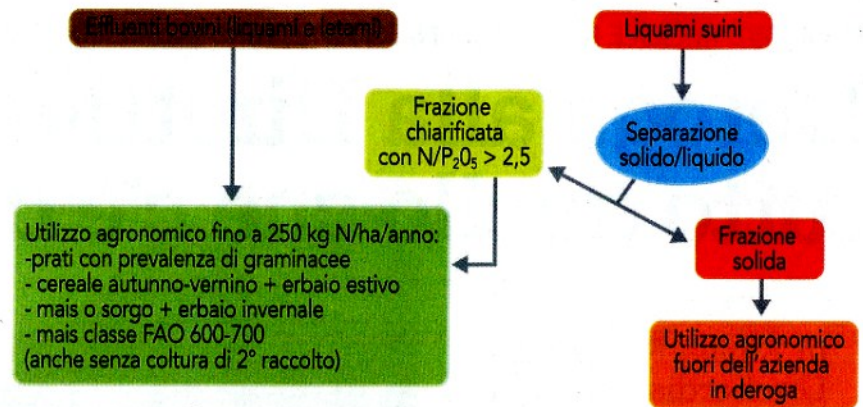 Effluenti bovini (liquami e letami)
Liquami suini
Frazione
chiarificata
con N/P₂O₅ > 2,5
Separazione
solido/liquido
Utilizzo agronomico fino a 250 kg N/ha/anno:
-prati con prevalenza di graminacee
- cereale autunno-vernino + erbaio estivo
- mais o sorgo + erbaio invernale
- mais classe FAO 600-700
(anche senza coltura di 2° raccolto)
Frazione
solida
Utilizzo agronomico
fuori dell'azienda
in deroga